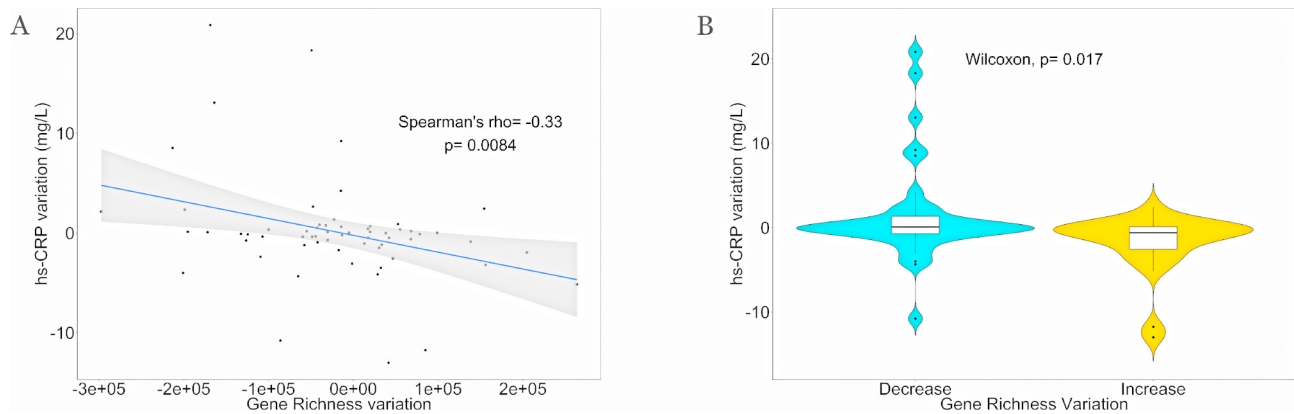 A
hs-CRP variation (mg/L)
20
10
0
-10
Spearman's rho= -0.33
p= 0.0084
-3e+05 -2e+05 -1e+05 0e+00 1e+05 2e+05
Gene Richness variation
B
hs-CRP variation (mg/L)
20
10
0
-10
Wilcoxon, p= 0.017
Decrease Increase
Gene Richness Variation